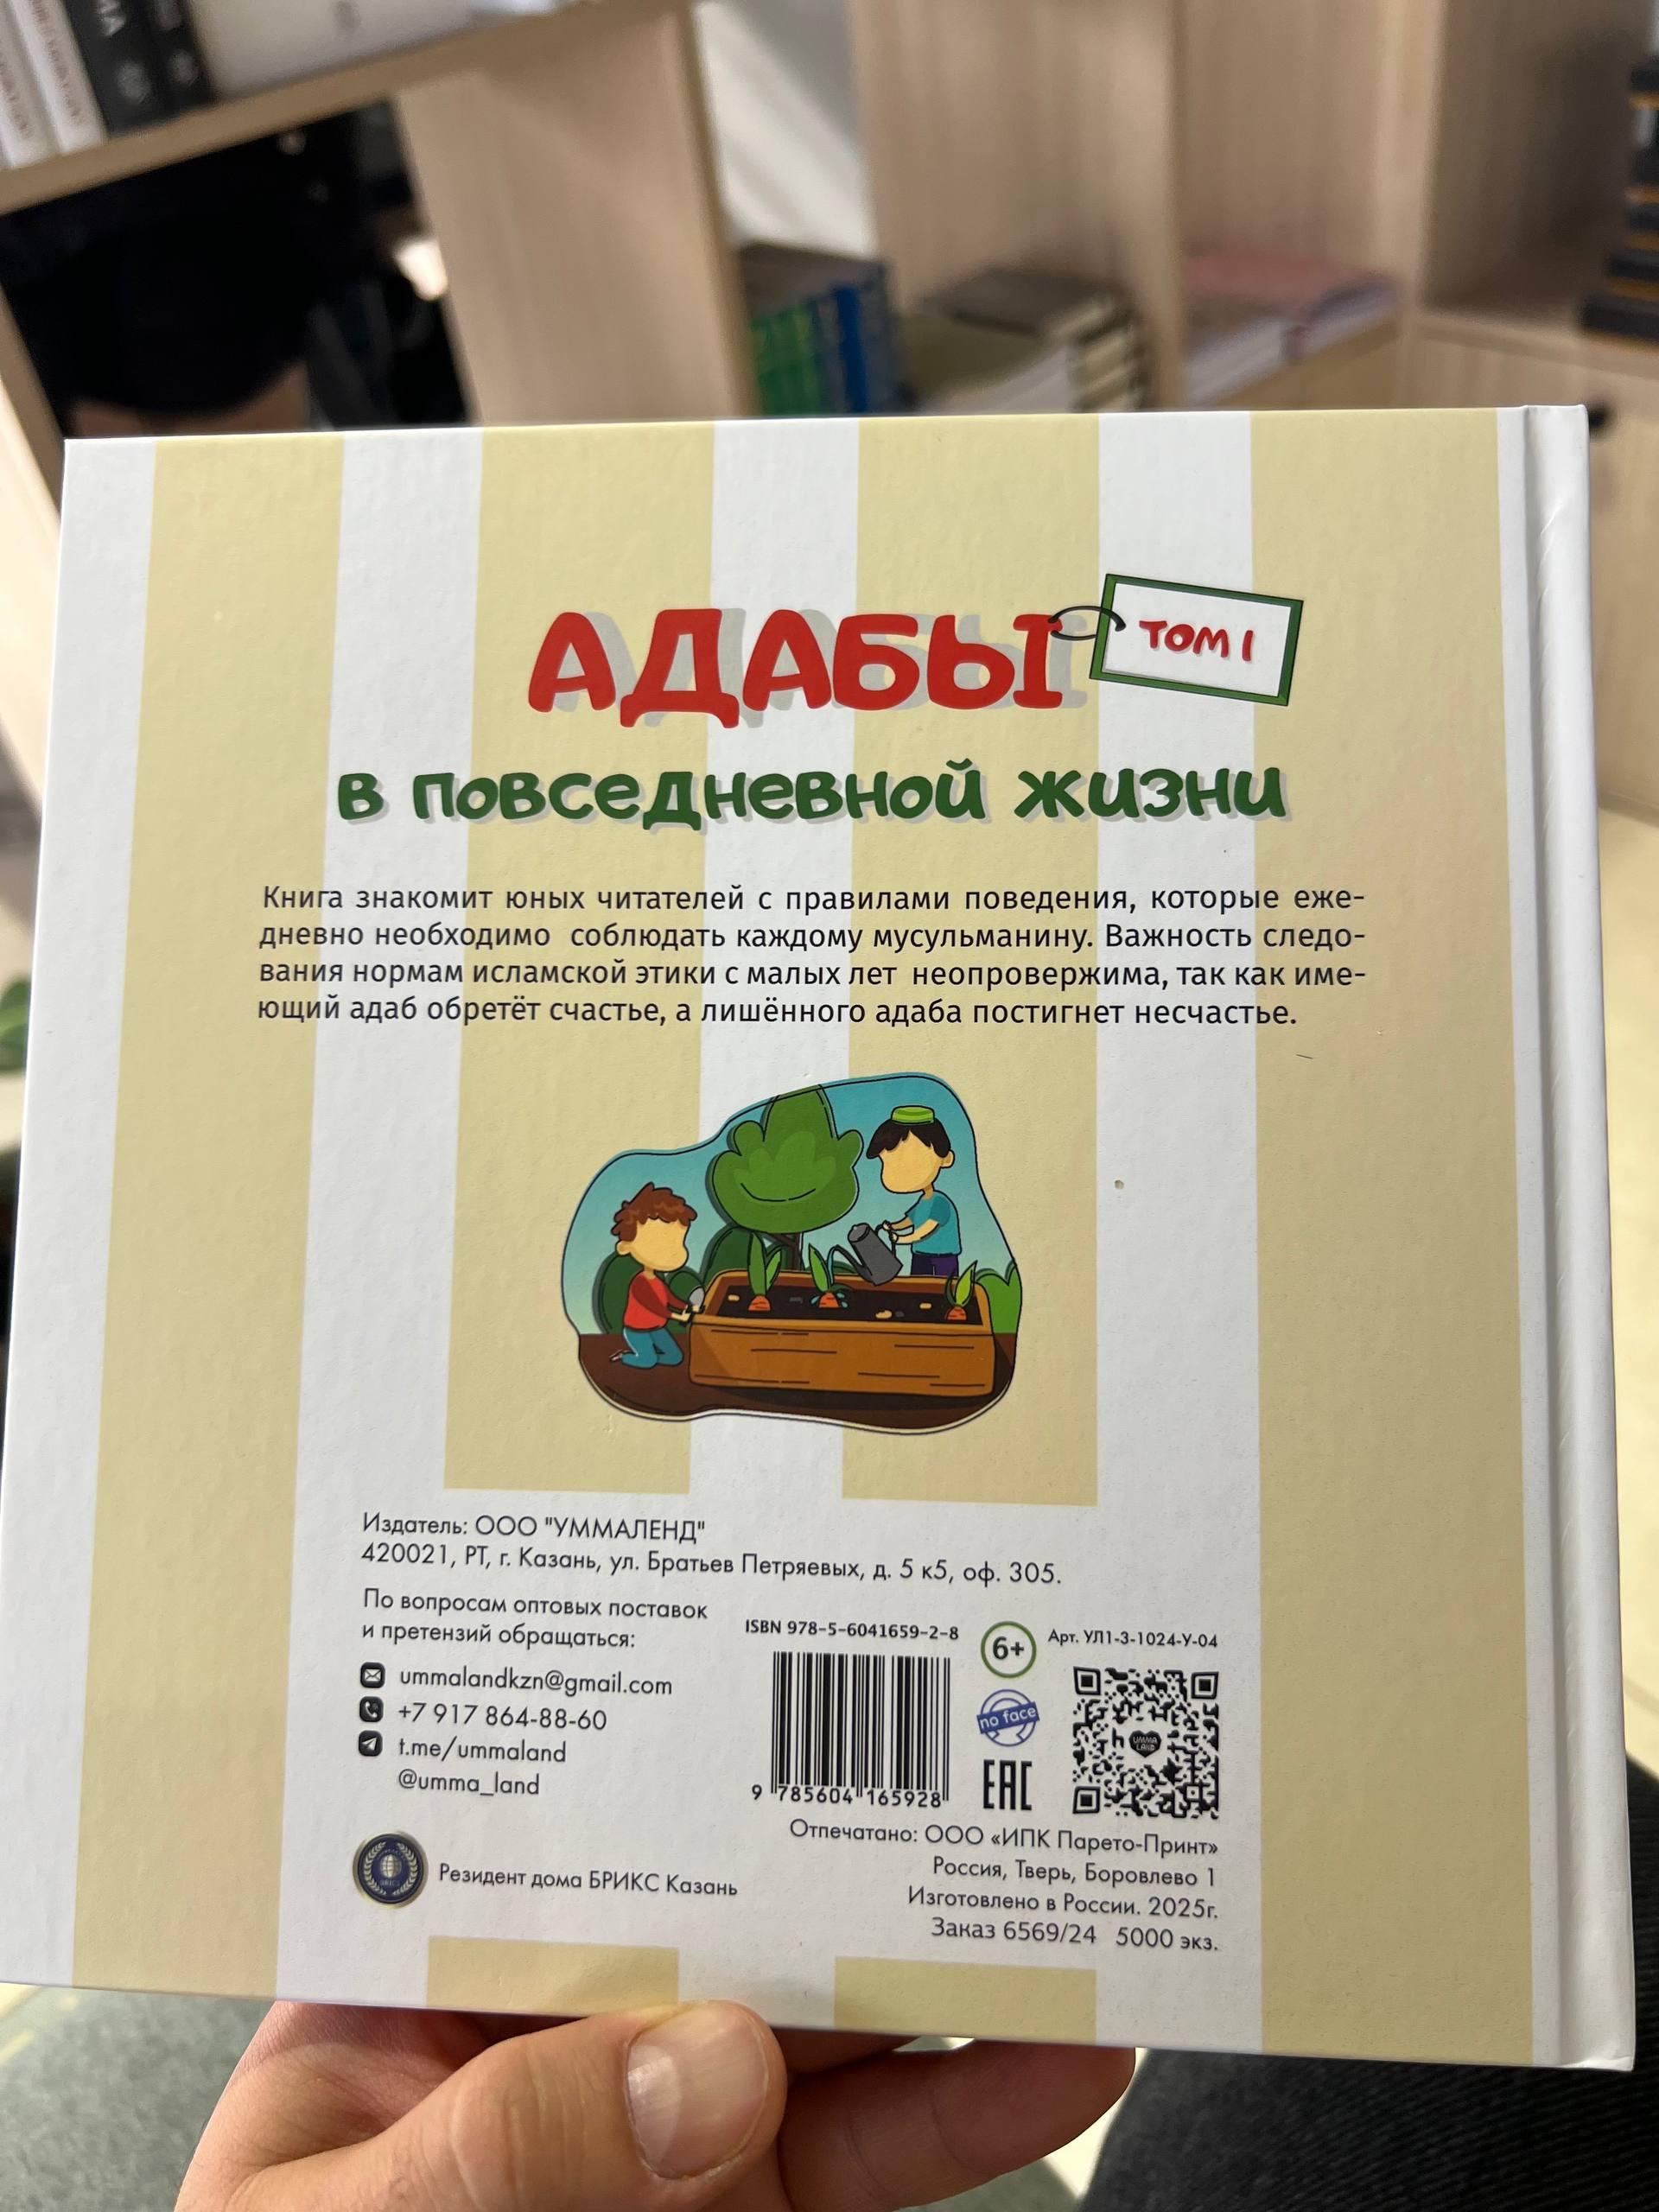 АДАБЫ
ТОМ I
в повседневной жизни
Книга знакомит юных читателей с правилами поведения, которые еже-
дневно необходимо соблюдать каждому мусульманину. Важность следо-
вания нормам исламской этики с малых лет неопровержима, так как име-
ющий адаб обретёт счастье, а лишённого адаба постигнет несчастье.
Издатель: ООО "УММАЛЕНД"
420021, РТ, г. Казань, ул. Братьев Петряевых, д. 5 к5, оф. 305.
По вопросам оптовых поставок
и претензий обращаться:
ummalandkzn@gmail.com
+7 917 864-88-60
t.me/ummaland
@umma_land
Резидент дома БРИКС Казань
ISBN 978-5-6041659-2-8
9 785604 165928
6+
no face
EAC
Арт. УЛ1-3-1024-У-04
UMMA
LAND
Отпечатано: ООО «ИПК Парето-Принт»
Россия, Тверь, Боровлево 1
Изготовлено в России. 2025г.
Заказ 6569/24 5000 экз.